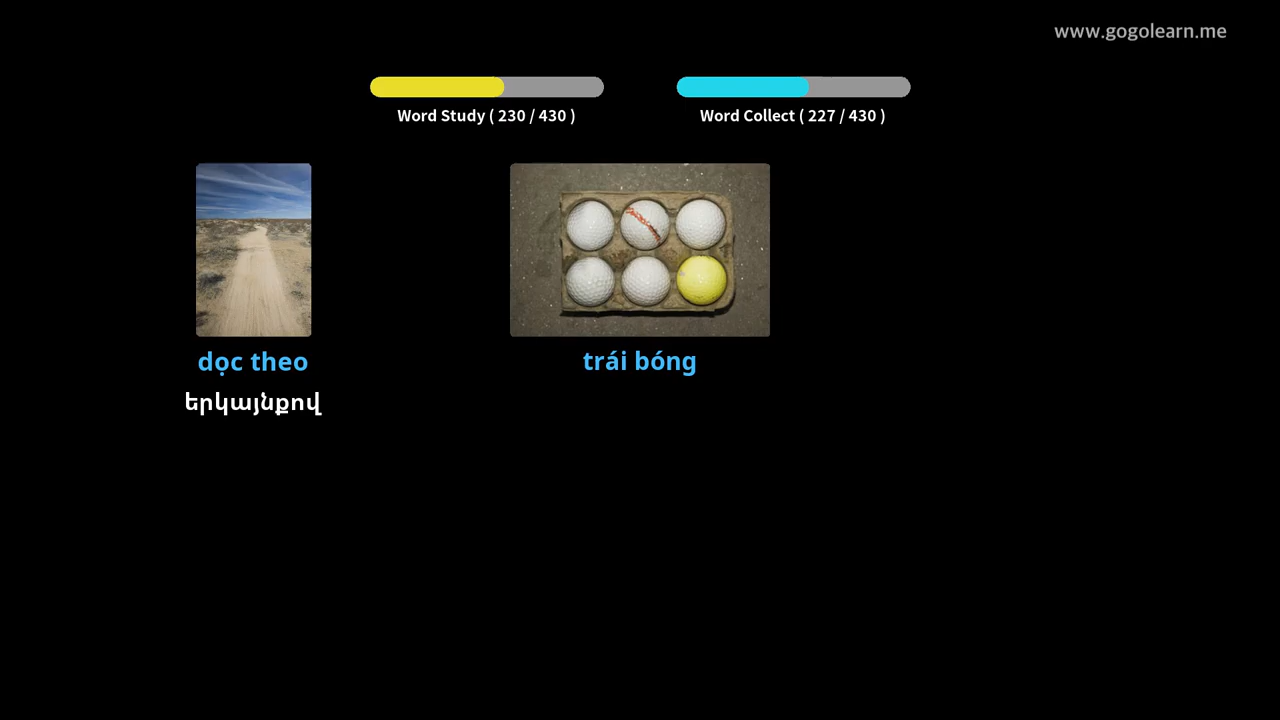 www.gogolearn.me
Word Study ( 230 / 430 )
Word Collect ( 227 / 430 )
dọc theo
երկայնքով
trái bóng